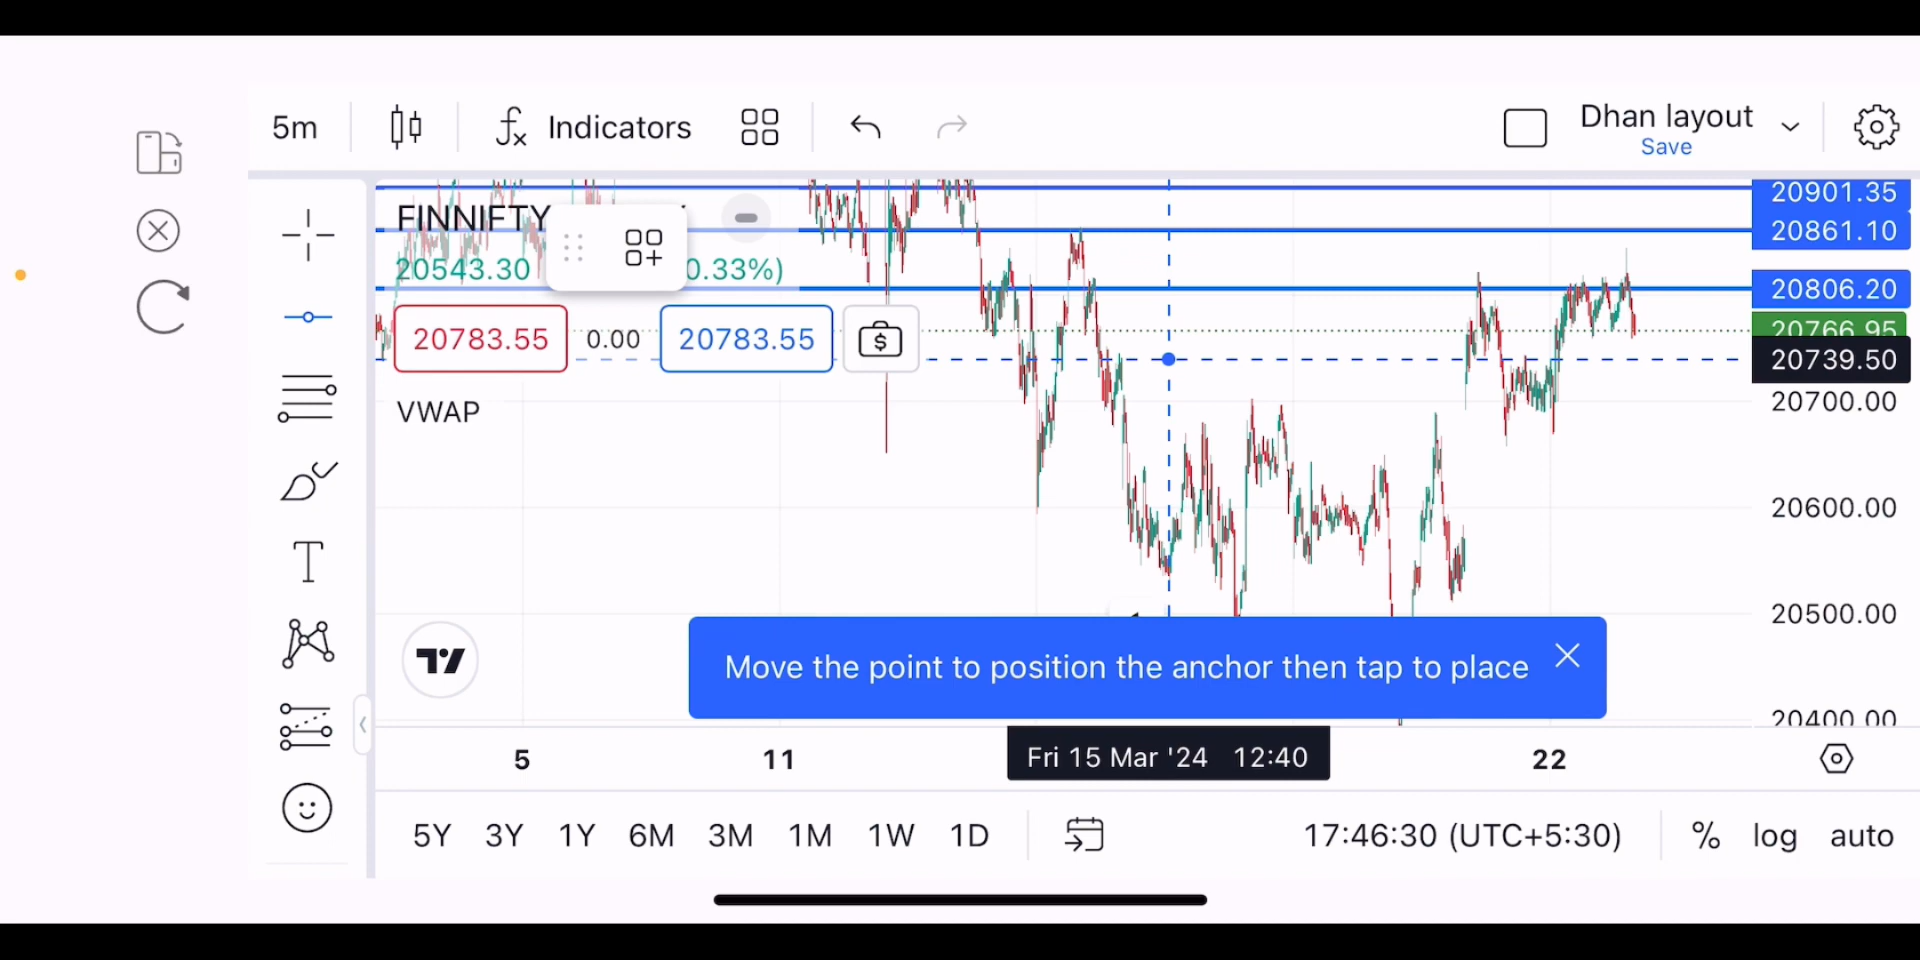 5m
Indicators
Dhan layout
Save
FINNIFTY
20543.30
0.33%)
20783.55
0.00
20783.55
VWAP
20901.35
20861.10
20806.20
20766.95
20739.50
20700.00
20600.00
20500.00
20400.00
Move the point to position the anchor then tap to place
5
11
Fri 15 Mar '24 12:40
22
5Y 3Y 1Y 6M 3M 1M 1W 1D
17:46:30 (UTC+5:30)
% log auto